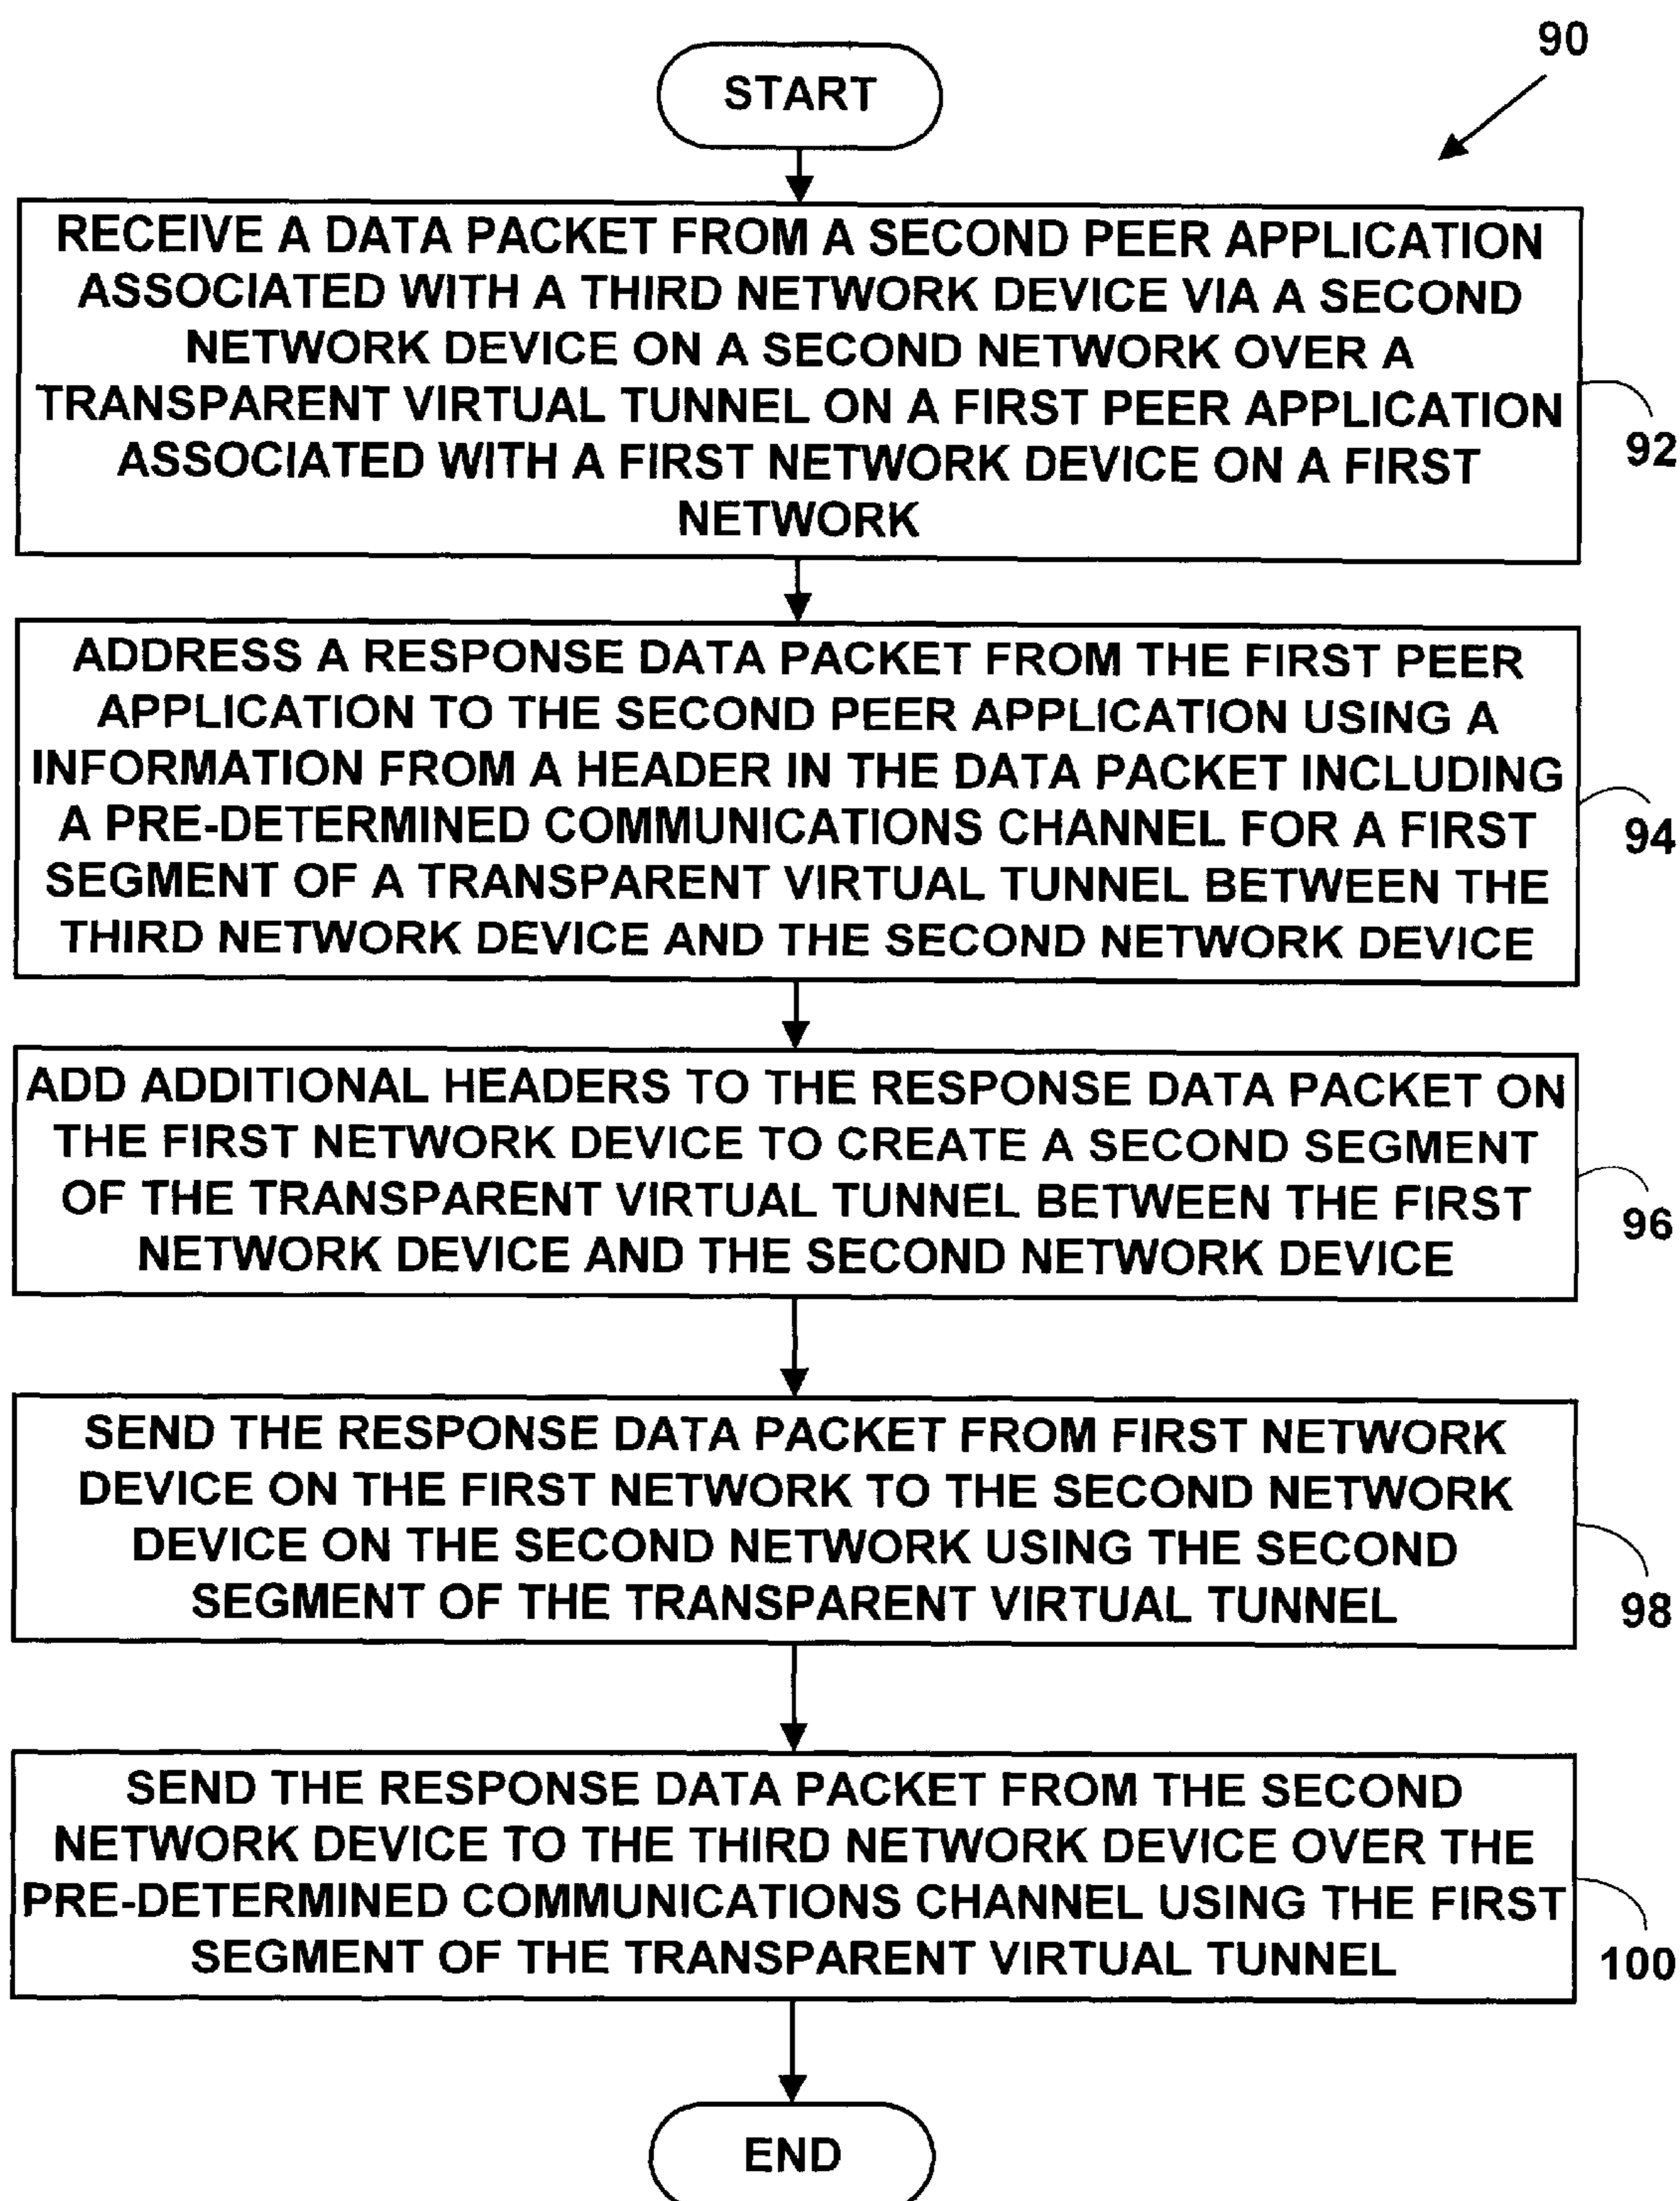 90
START
RECEIVE A DATA PACKET FROM A SECOND PEER APPLICATION
ASSOCIATED WITH A THIRD NETWORK DEVICE VIA A SECOND
NETWORK DEVICE ON A SECOND NETWORK OVER A
TRANSPARENT VIRTUAL TUNNEL ON A FIRST PEER APPLICATION
ASSOCIATED WITH A FIRST NETWORK DEVICE ON A FIRST
NETWORK
92
ADDRESS A RESPONSE DATA PACKET FROM THE FIRST PEER
APPLICATION TO THE SECOND PEER APPLICATION USING A
INFORMATION FROM A HEADER IN THE DATA PACKET INCLUDING
A PRE-DETERMINED COMMUNICATIONS CHANNEL FOR A FIRST
SEGMENT OF A TRANSPARENT VIRTUAL TUNNEL BETWEEN THE
THIRD NETWORK DEVICE AND THE SECOND NETWORK DEVICE
94
ADD ADDITIONAL HEADERS TO THE RESPONSE DATA PACKET ON
THE FIRST NETWORK DEVICE TO CREATE A SECOND SEGMENT
OF THE TRANSPARENT VIRTUAL TUNNEL BETWEEN THE FIRST
NETWORK DEVICE AND THE SECOND NETWORK DEVICE
96
SEND THE RESPONSE DATA PACKET FROM FIRST NETWORK
DEVICE ON THE FIRST NETWORK TO THE SECOND NETWORK
DEVICE ON THE SECOND NETWORK USING THE SECOND
SEGMENT OF THE TRANSPARENT VIRTUAL TUNNEL
98
SEND THE RESPONSE DATA PACKET FROM THE SECOND
NETWORK DEVICE TO THE THIRD NETWORK DEVICE OVER THE
PRE-DETERMINED COMMUNICATIONS CHANNEL USING THE FIRST
SEGMENT OF THE TRANSPARENT VIRTUAL TUNNEL
100
END